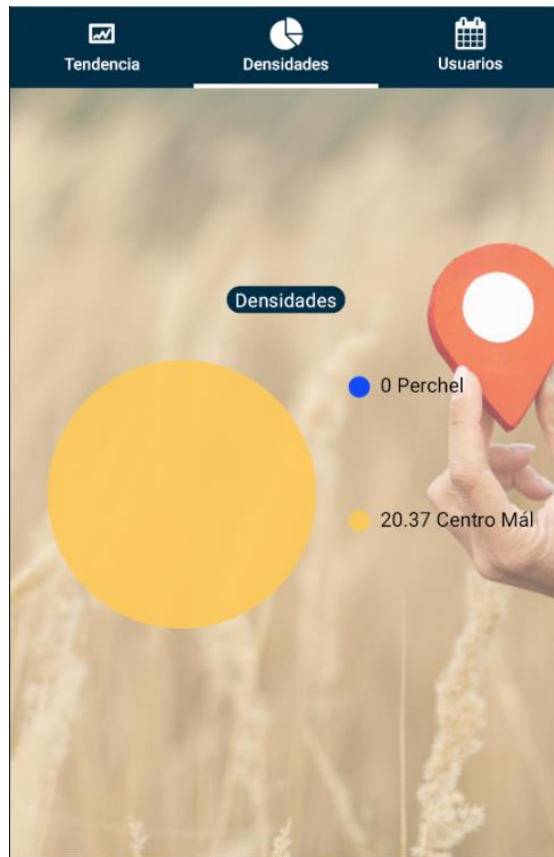 Tendencia
Densidades
Usuarios
Densidades
0 Perchel
20.37 Centro Mál